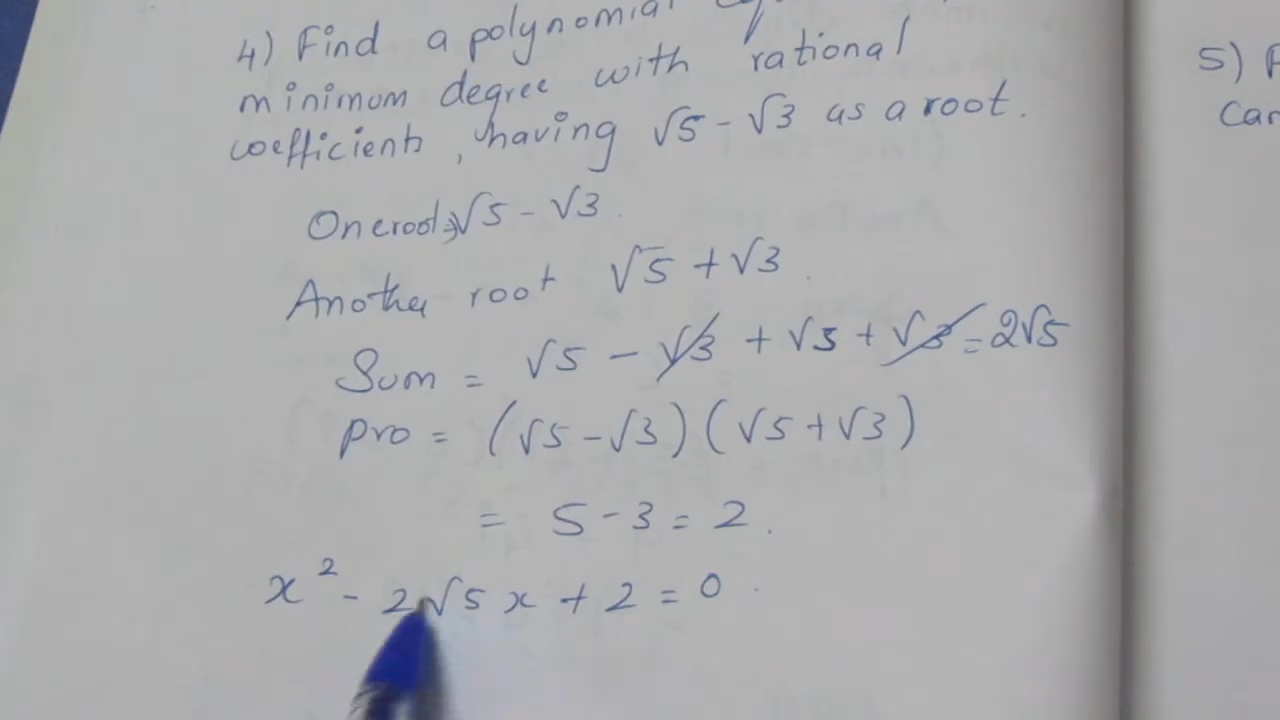 4) Find a polynomial
minimum degree with rational
coefficients, having √5 - √3 as a root.
One root √5 - √3.
Another root √5 + √3.
Sum = √5 - √3 + √5 + √3 = 2√5
pro = (√5 - √3) (√5 + √3)
= 5 - 3 = 2.
x² - 2√5 x + 2 = 0.
5)